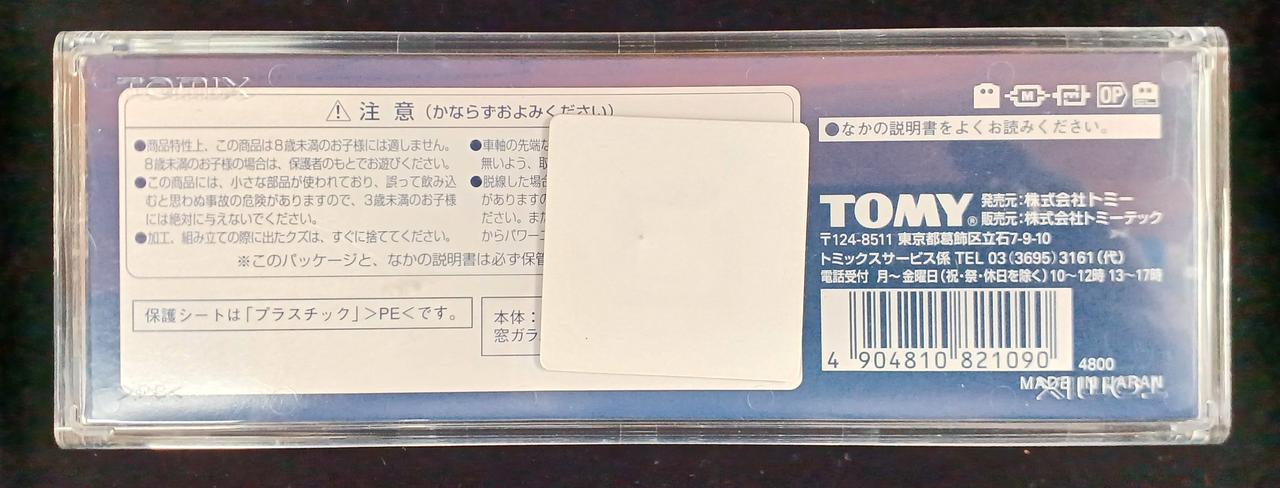 TOMIX
⚠ 注 意 (かならずおよみください)
●商品特性上、この商品は8歳未満のお子様には適しません。
8歳未満のお子様の場合は、保護者のもとでお遊びください。
●この商品には、小さな部品が使われており、誤って飲み込
むと思わぬ事故の危険がありますので、3歳未満のお子様
には絶対に与えないでください。
●加工、組み立ての際に出たクズは、すぐに捨ててください。
●車軸の先端な
無いよう、取
●脱線した場合
がありますの
ださい。また
からパワーユ
※このパッケージと、なかの説明書は必ず保管
保護シートは「プラスチック」>PE<です。
本体：
窓ガラ
>PS<
M
OP
●なかの説明書をよくお読みください。
TOMY® 発売元：株式会社トミー
販売元：株式会社トミーテック
〒124-8511 東京都葛飾区立石7-9-10
トミックスサービス係 TEL 03(3695)3161(代)
電話受付 月～金曜日(祝・祭・休日を除く)10～12時 13～17時
4 904810 821090 4800
MADE IN JAPAN
TOMIX